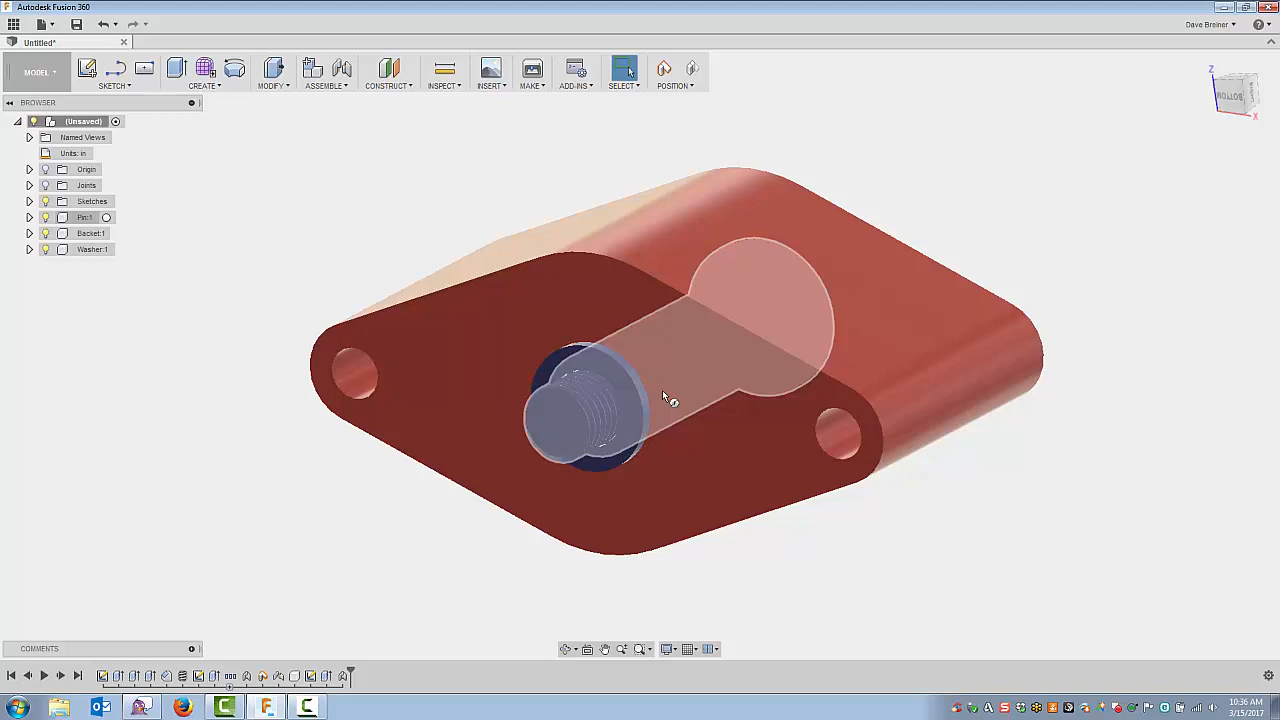 Autodesk Fusion 360
Dave Breiner
Untitled*
MODEL
SKETCH
CREATE
MODIFY
ASSEMBLE
CONSTRUCT
INSPECT
INSERT
MAKE
ADD-INS
SELECT
POSITION
BROWSER
(Unsaved)
Named Views
Units: in
Origin
Joints
Sketches
Pin:1
Backet:1
Washer:1
Z
BOTTOM
X
COMMENTS
10:36 AM
3/15/2017